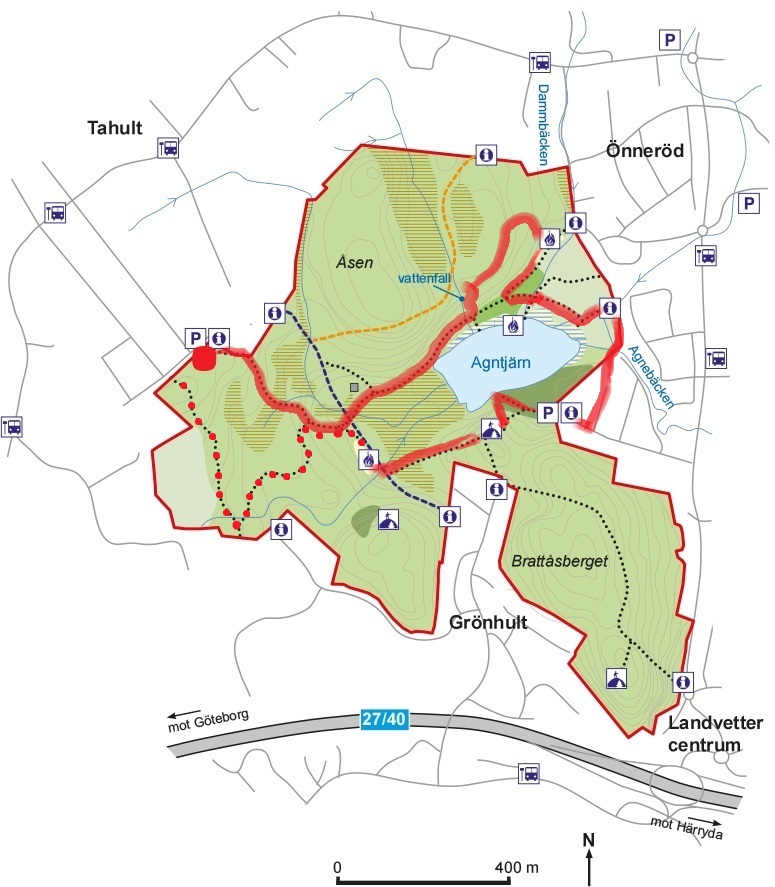 P
Dammbäcken
Tahult
Önneröd
P
Åsen
vattenfall
P
Agntjärn
Agnebäcken
P
Brattåsberget
Grönhult
mot Göteborg
27/40
Landvetter
centrum
mot Härryda
N
0
400 m